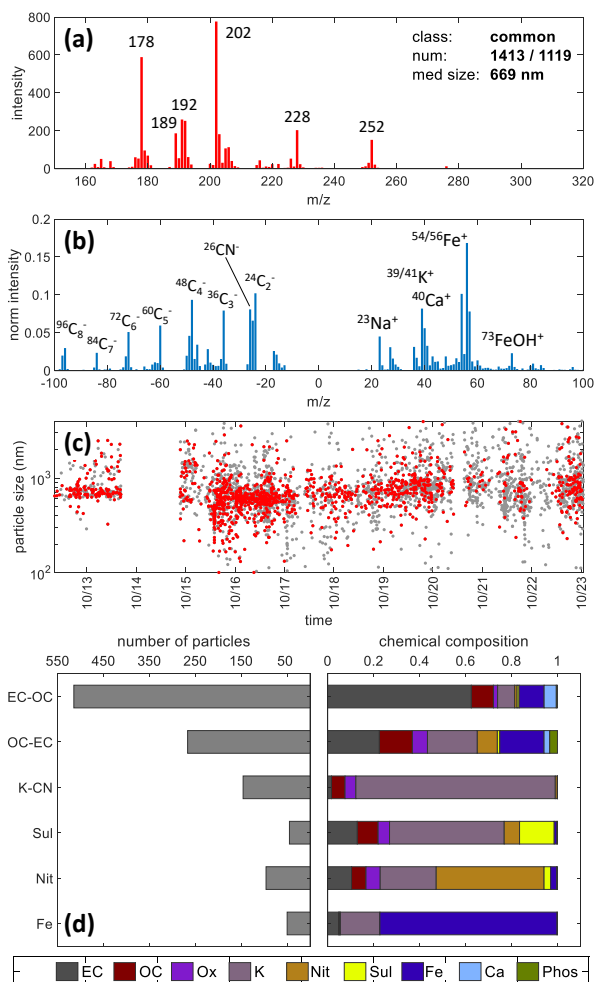 800
600
400
200
0
intensity
(a)
178
202
189
192
228
252
class: common
num: 1413 / 1119
med size: 669 nm
160 180 200 220 240 260 280 300 320
m/z
0.2
0.15
0.1
0.05
0
norm intensity
(b)
⁹⁶C₈⁻
⁸⁴C₇⁻
⁷²C₆⁻
⁶⁰C₅⁻
⁴⁸C₄⁻
³⁶C₃⁻
²⁶CN⁻
²⁴C₂⁻
²³Na⁺
³⁹/⁴¹K⁺
⁴⁰Ca⁺
⁵⁴/⁵⁶Fe⁺
⁷³FeOH⁺
-100 -80 -60 -40 -20 0 20 40 60 80 100
m/z
(c)
10³
10²
particle size (nm)
10/13 10/14 10/15 10/16 10/17 10/18 10/19 10/20 10/21 10/22 10/23
time
number of particles chemical composition
550 450 350 250 150 50 0 0.2 0.4 0.6 0.8 1
EC-OC
OC-EC
K-CN
Sul
Nit
Fe
(d)
EC OC Ox K Nit Sul Fe Ca Phos